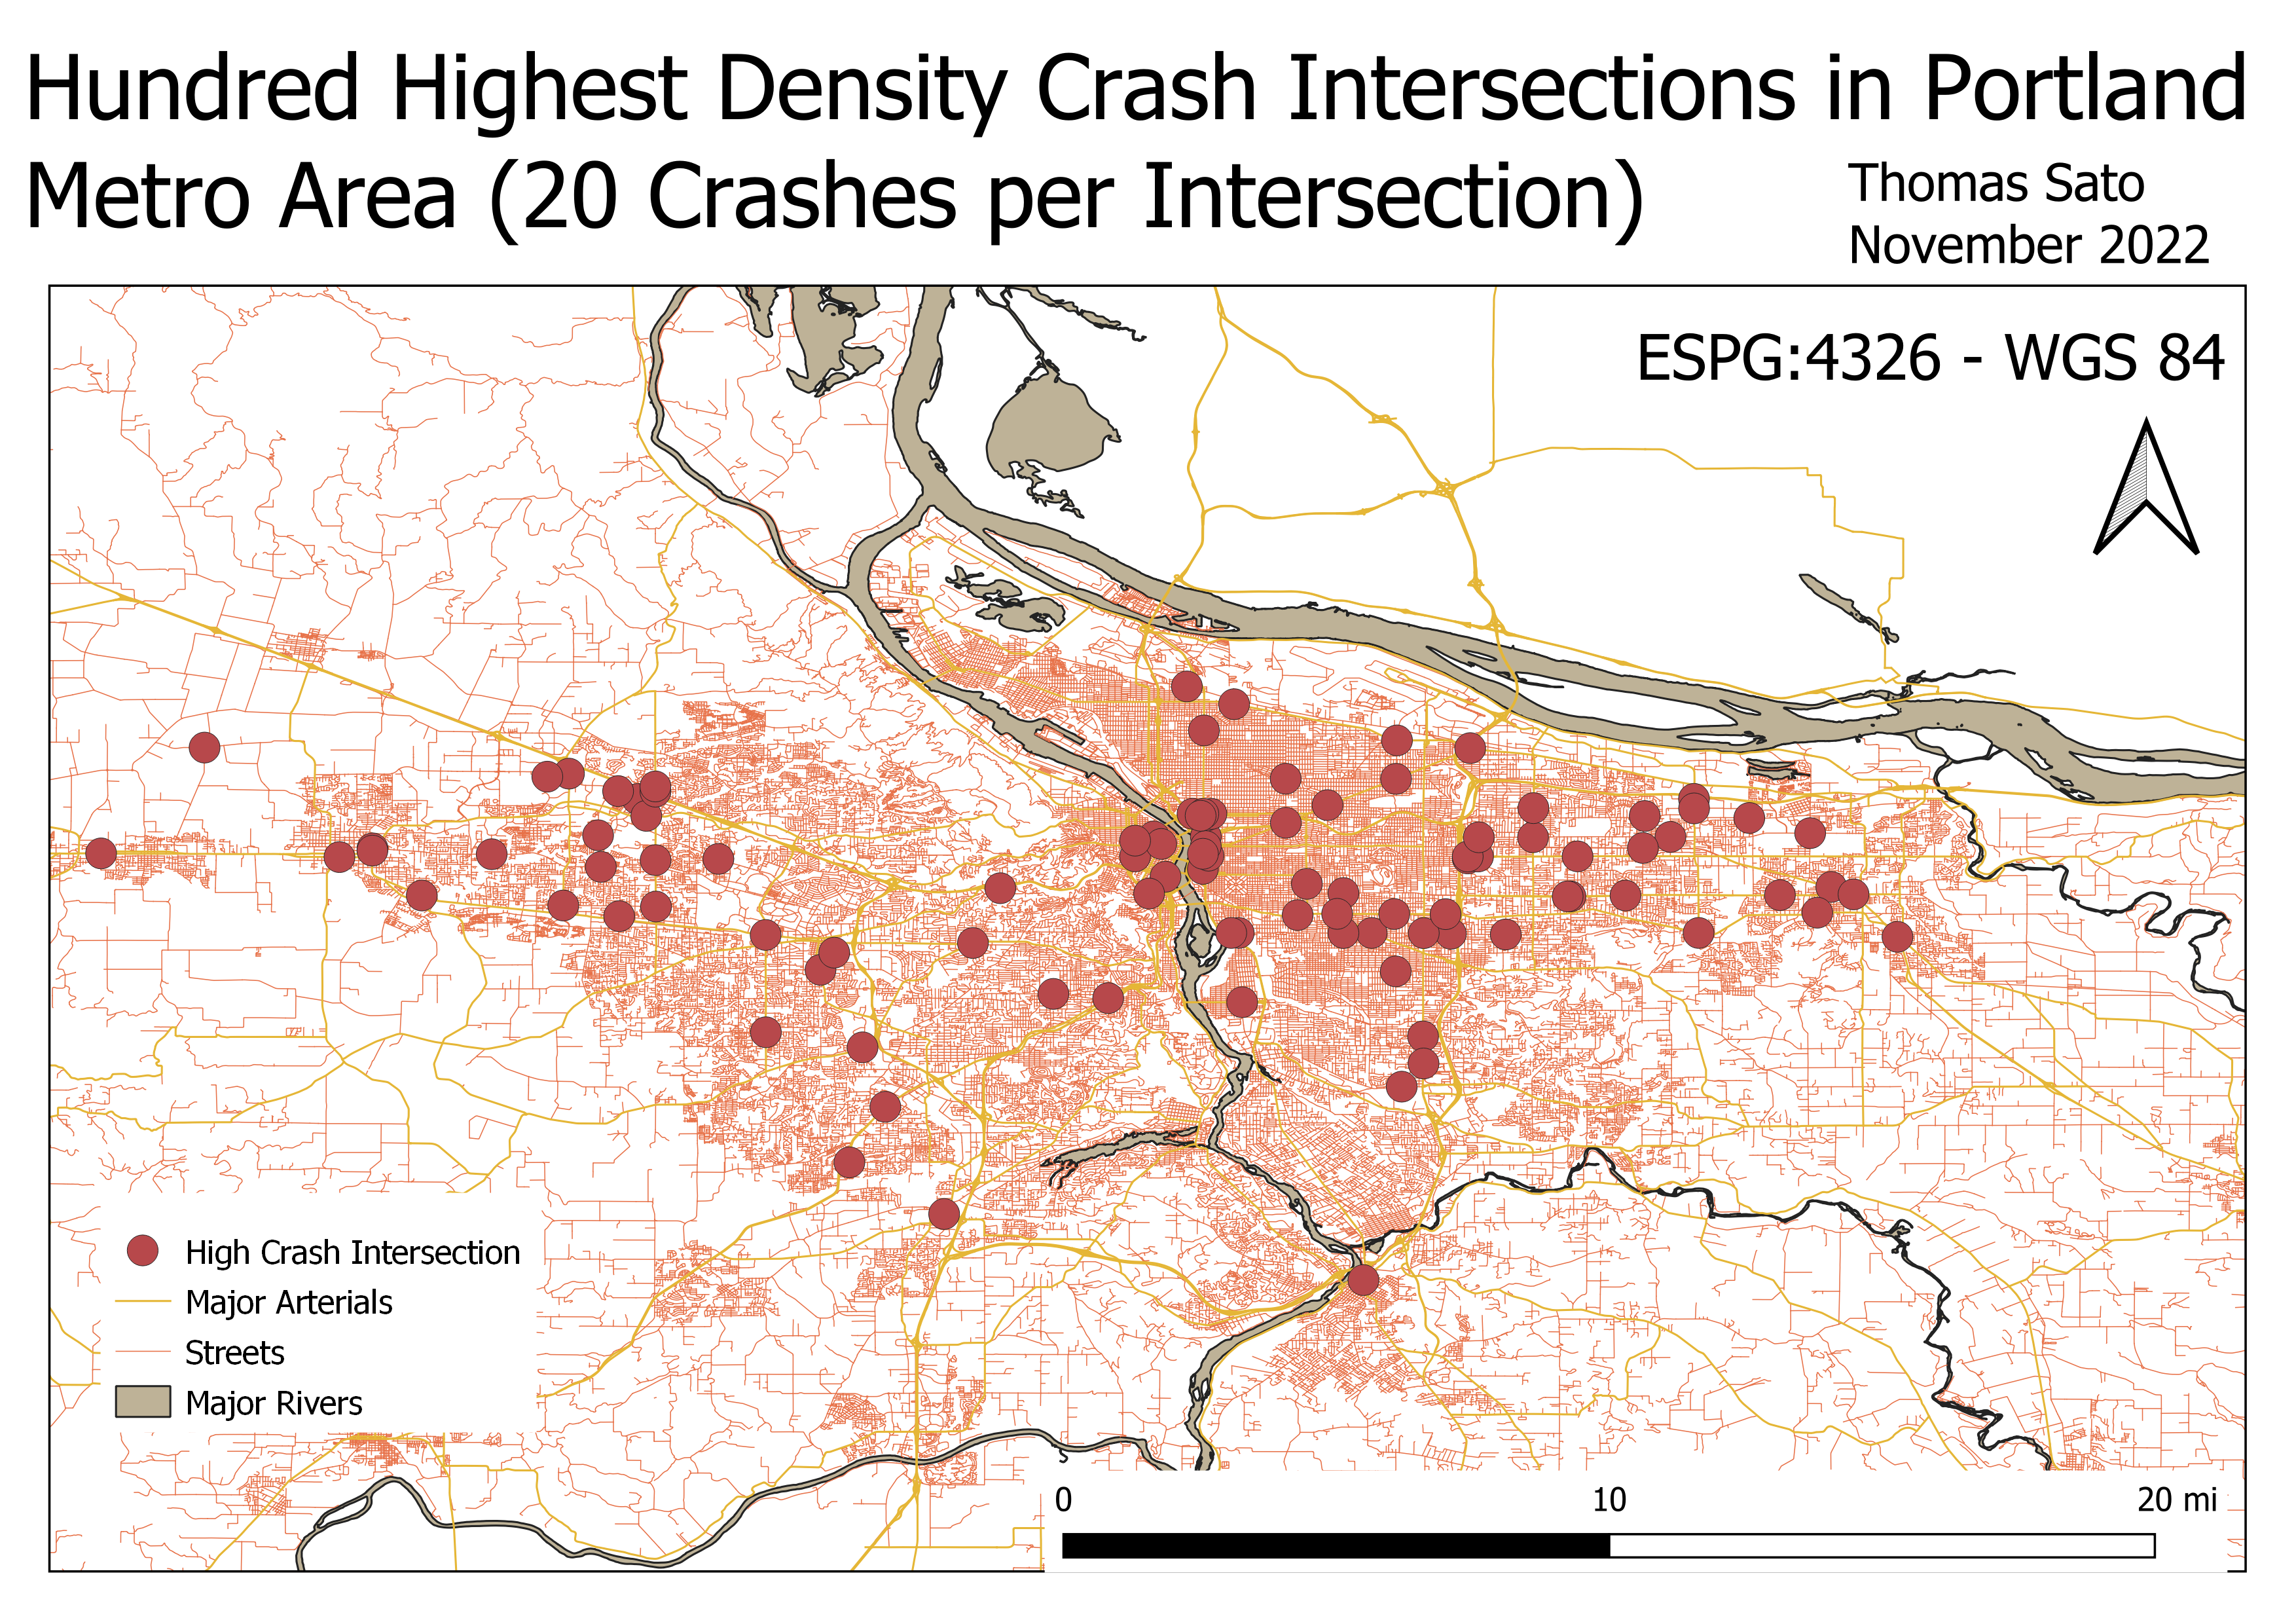 Hundred Highest Density Crash Intersections in Portland
Metro Area (20 Crashes per Intersection)
Thomas Sato
November 2022
ESPG:4326 - WGS 84
High Crash Intersection
Major Arterials
Streets
Major Rivers
0 10 20 mi